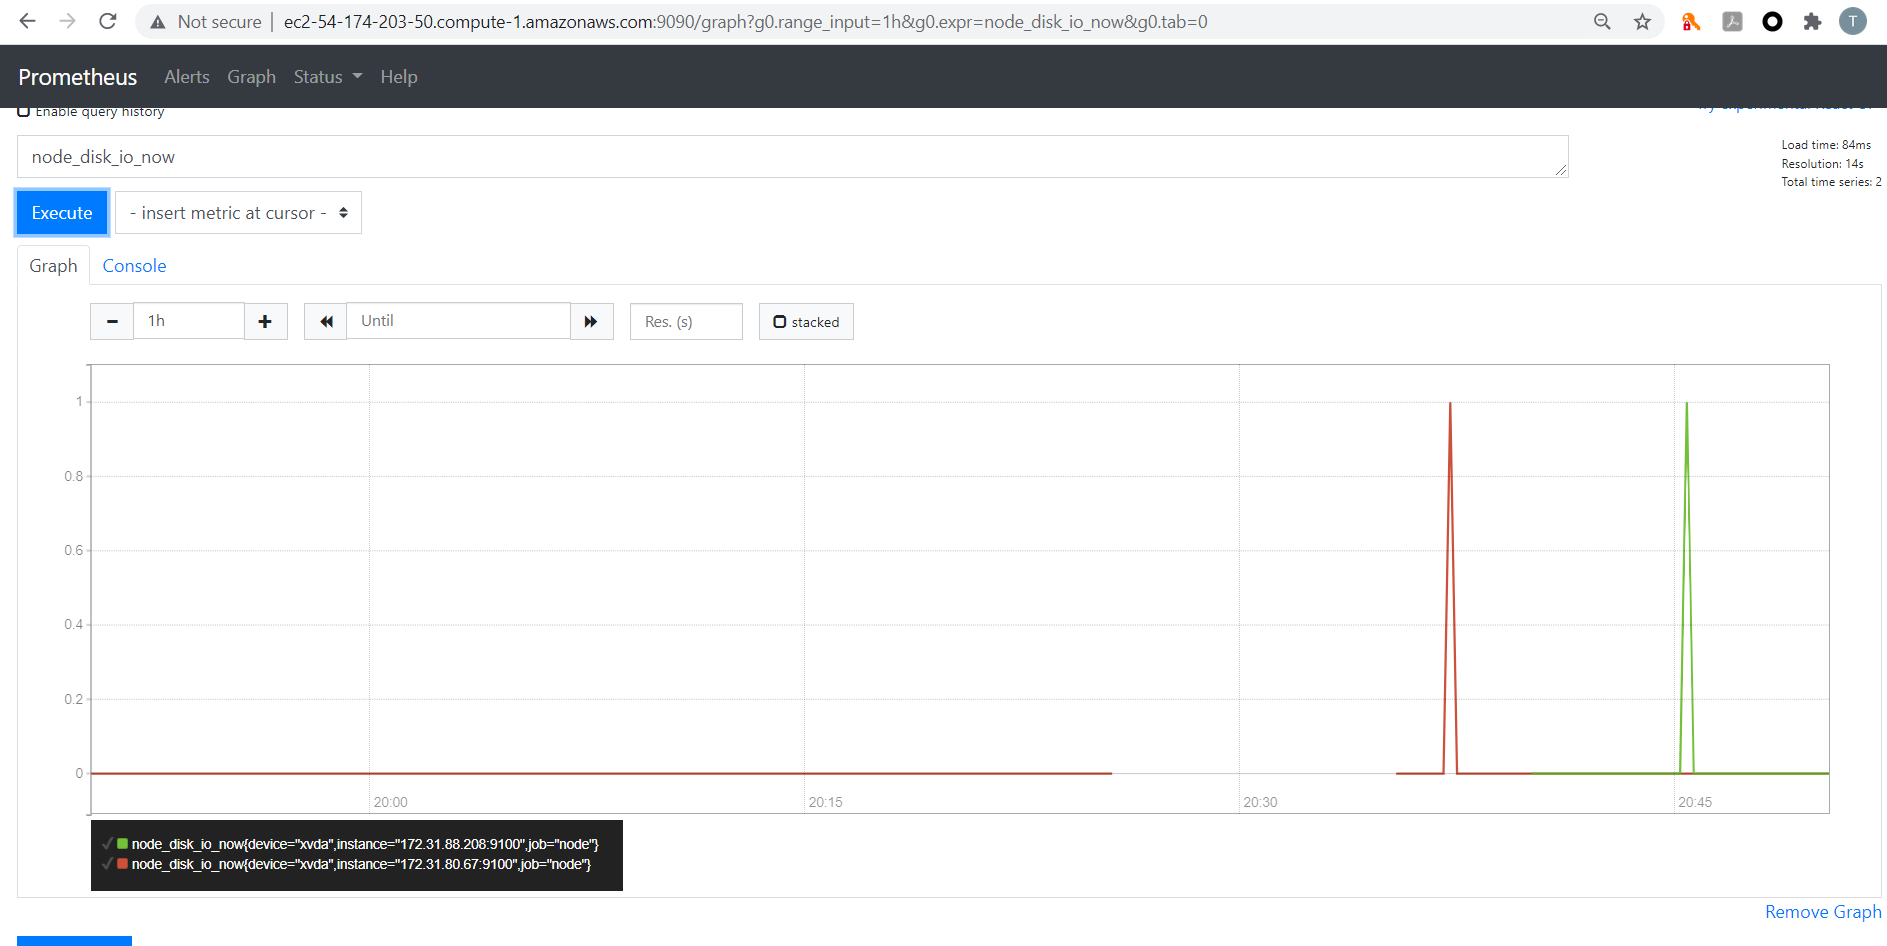 Not secure | ec2-54-174-203-50.compute-1.amazonaws.com:9090/graph?g0.range_input=1h&g0.expr=node_disk_io_now&g0.tab=0
T
Prometheus Alerts Graph Status Help
Enable query history
Try experimental React UI
node_disk_io_now
Load time: 84ms
Resolution: 14s
Total time series: 2
Execute - insert metric at cursor -
Graph Console
1h Until Res. (s) stacked
1
0.8
0.6
0.4
0.2
0
20:00 20:15 20:30 20:45
node_disk_io_now{device="xvda",instance="172.31.88.208:9100",job="node"}
node_disk_io_now{device="xvda",instance="172.31.80.67:9100",job="node"}
Remove Graph